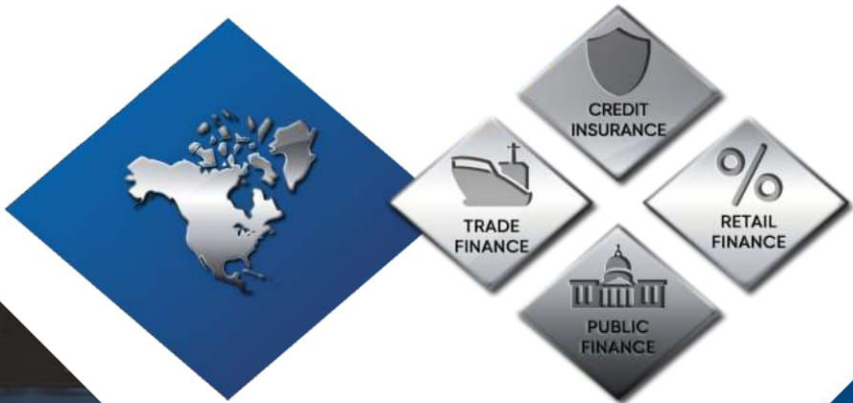 CREDIT
INSURANCE
TRADE
FINANCE
RETAIL
FINANCE
PUBLIC
FINANCE